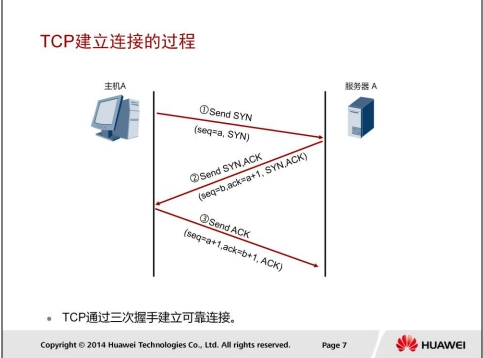 TCP建立连接的过程
主机A
服务器 A
①Send SYN
(seq=a, SYN)
②Send SYN,ACK
(seq=b,ack=a+1, SYN,ACK)
③Send ACK
(seq=a+1,ack=b+1, ACK)
TCP通过三次握手建立可靠连接。
Copyright © 2014 Huawei Technologies Co., Ltd. All rights reserved.
Page 7
HUAWEI